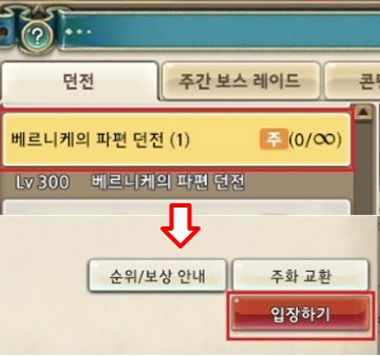 ?
던전 주간 보스 레이드 콘텐
베르니케의 파편 던전 (1) 주 (0/∞)
Lv 300 베르니케의 파편 던전
순위/보상 안내 주화 교환
입장하기